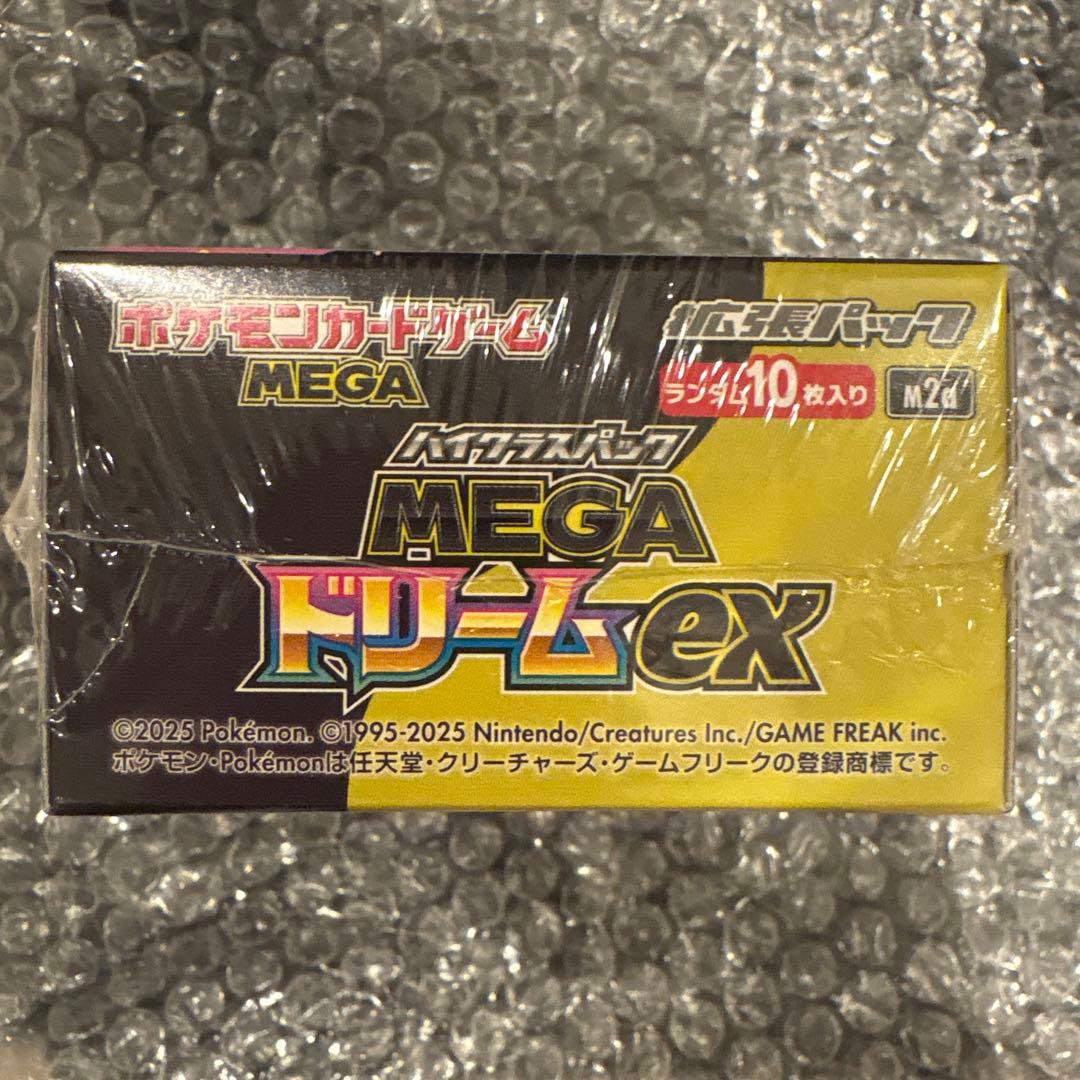 ポケモンカードゲーム
MEGA
拡張パック
ランダム10枚入り M2a
ハイクラスパック
MEGA
ドリームex
©2025 Pokémon. ©1995-2025 Nintendo/Creatures Inc./GAME FREAK inc.
ポケモン・Pokémonは任天堂・クリーチャーズ・ゲームフリークの登録商標です。